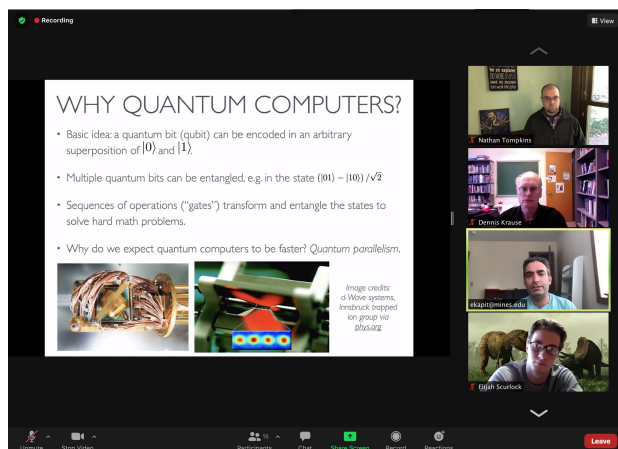 Recording
View
WHY QUANTUM COMPUTERS?
• Basic idea: a quantum bit (qubit) can be encoded in an arbitrary
superposition of |0⟩ and |1⟩.
• Multiple quantum bits can be entangled, e.g. in the state (|01⟩ − |10⟩)/√2
• Sequences of operations ("gates") transform and entangle the states to
solve hard math problems.
• Why do we expect quantum computers to be faster? Quantum parallelism.
Image credits:
d-Wave systems,
Innsbruck trapped
ion group via
phys.org
Nathan Tompkins
Dennis Krause
ekapit@mines.edu
Elijah Scurlock
Unmute
Stop Video
Participants
15
Chat
Share Screen
Record
Reactions
Leave